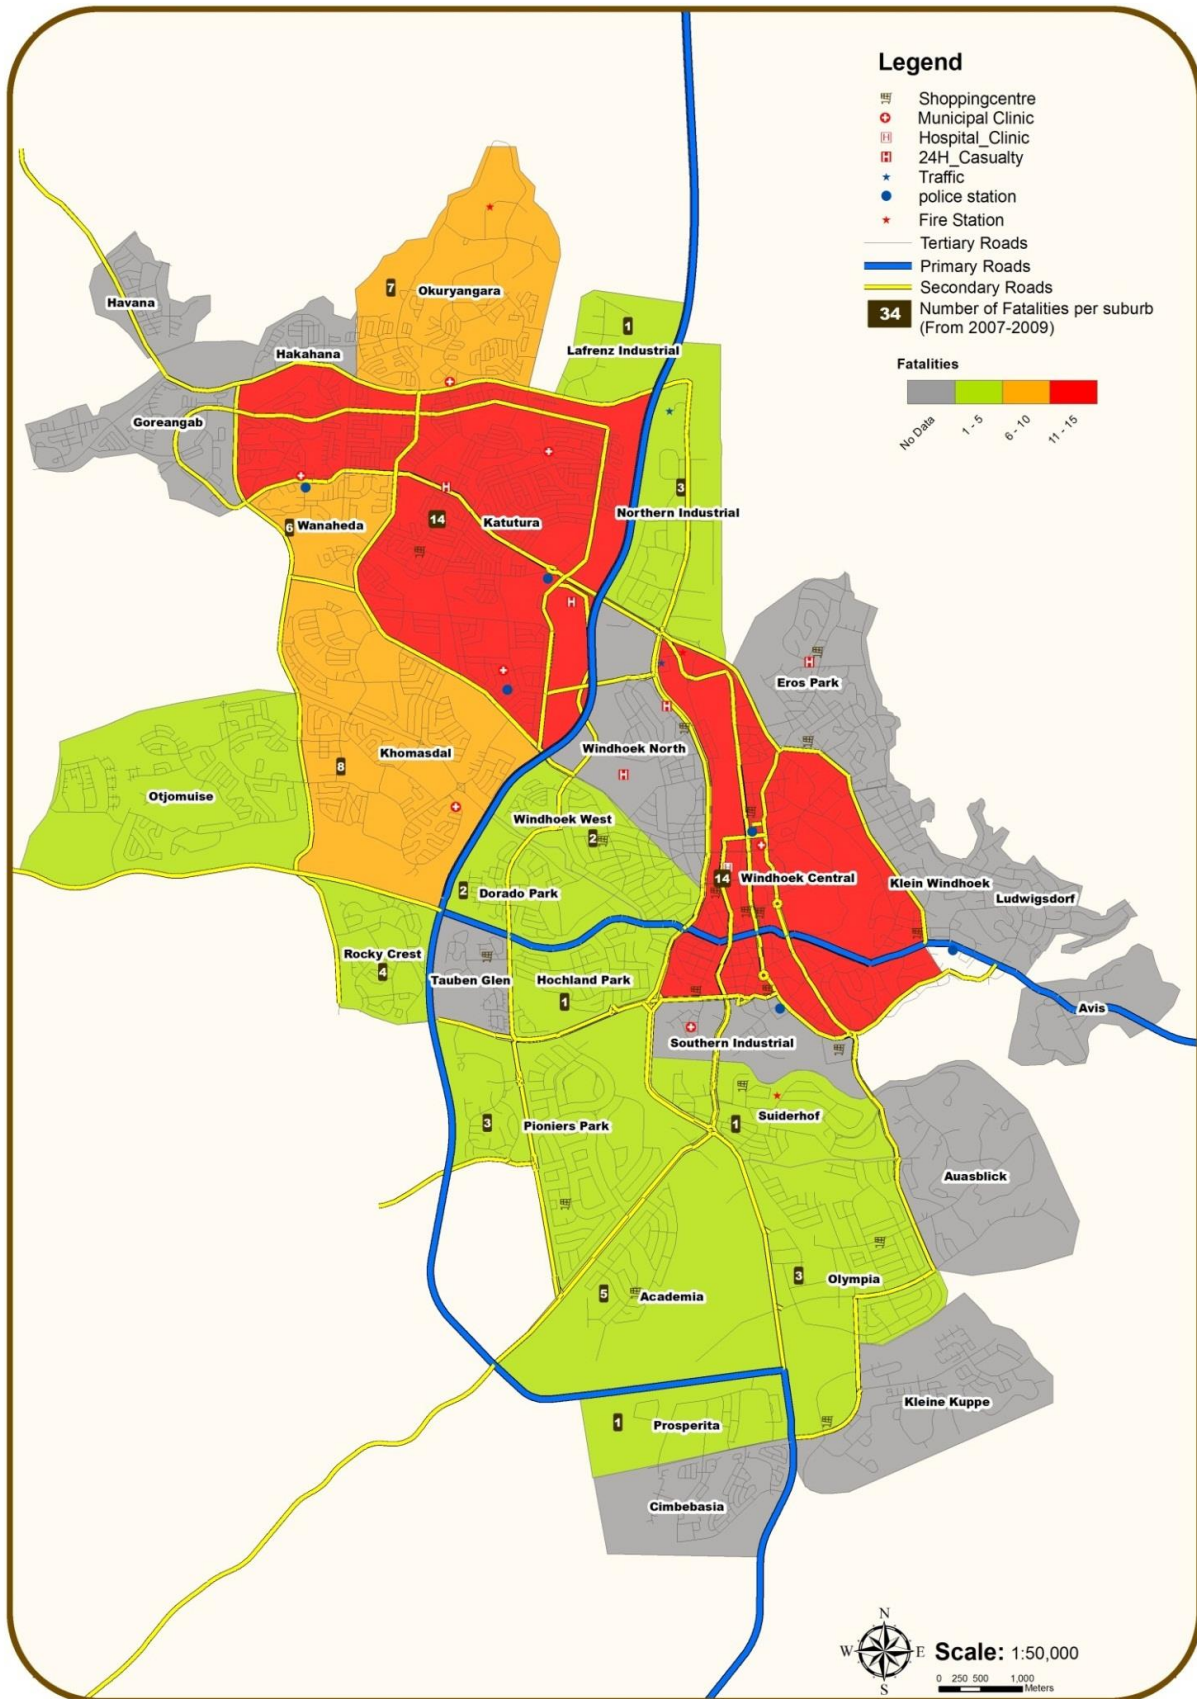 Legend
Shoppingcentre
Municipal Clinic
Hospital_Clinic
24H_Casualty
Traffic
police station
Fire Station
Tertiary Roads
Primary Roads
Secondary Roads
34 Number of Fatalities per suburb
(From 2007-2009)
Fatalities
No Data
1 - 5
6 - 10
11 - 15
Havana
7
Okuryangara
1
Lafrenz Industrial
Hakahana
Goreangab
3
Northern Industrial
6
Wanaheda
14
Katutura
Eros Park
Windhoek North
Khomasdal
8
Otjomuise
Windhoek West
2
14
Windhoek Central
Klein Windhoek
Ludwigsdorf
2
Dorado Park
Rocky Crest
4
Tauben Glen
Hochland Park
1
Avis
Southern Industrial
Suiderhof
1
3
Pioniers Park
Auasblick
3
Olympia
5
Academia
Kleine Kuppe
1
Prosperita
Cimbebasia
N
W
E
S
Scale: 1:50,000
0 250 500 1,000
Meters